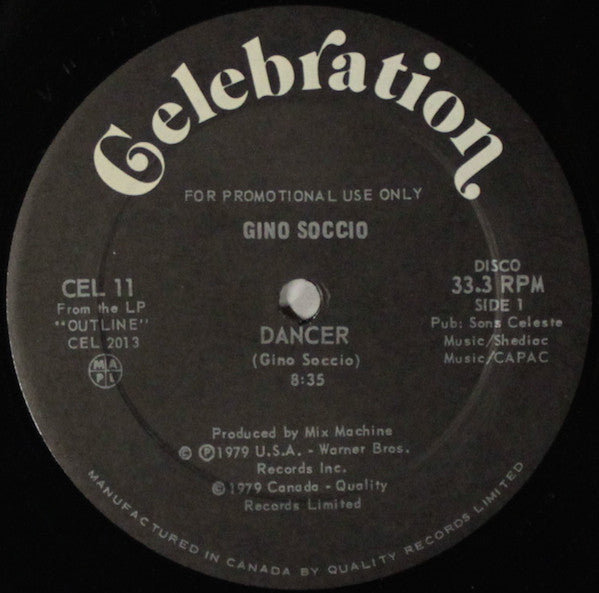 Celebration
FOR PROMOTIONAL USE ONLY
GINO SOCCIO
CEL 11
From the LP
"OUTLINE"
CEL 2013
M A
P L
DISCO
33.3 RPM
SIDE 1
Pub: Sons Celeste
Music/Shediac
Music/CAPAC
DANCER
(Gino Soccio)
8:35
Produced by Mix Machine
© ℗1979 U.S.A. - Warner Bros.
Records Inc.
©1979 Canada - Quality
Records Limited
MANUFACTURED IN CANADA BY QUALITY RECORDS LIMITED